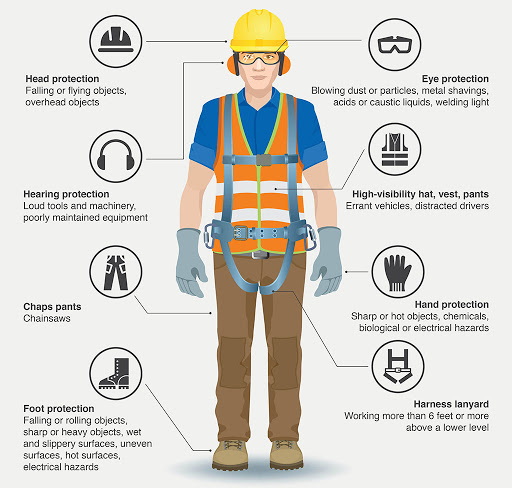 Head protection
Falling or flying objects,
overhead objects
Eye protection
Blowing dust or particles, metal shavings,
acids or caustic liquids, welding light
Hearing protection
Loud tools and machinery,
poorly maintained equipment
High-visibility hat, vest, pants
Errant vehicles, distracted drivers
Chaps pants
Chainsaws
Hand protection
Sharp or hot objects, chemicals,
biological or electrical hazards
Foot protection
Falling or rolling objects,
sharp or heavy objects, wet
and slippery surfaces, uneven
surfaces, hot surfaces,
electrical hazards
Harness lanyard
Working more than 6 feet or more
above a lower level